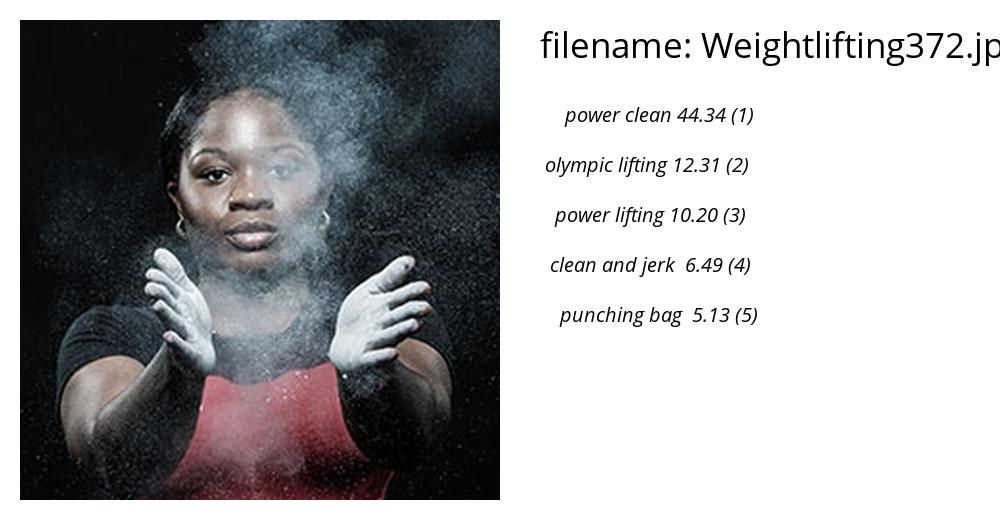 filename: Weightlifting372.jp
power clean 44.34 (1)
olympic lifting 12.31 (2)
power lifting 10.20 (3)
clean and jerk 6.49 (4)
punching bag 5.13 (5)